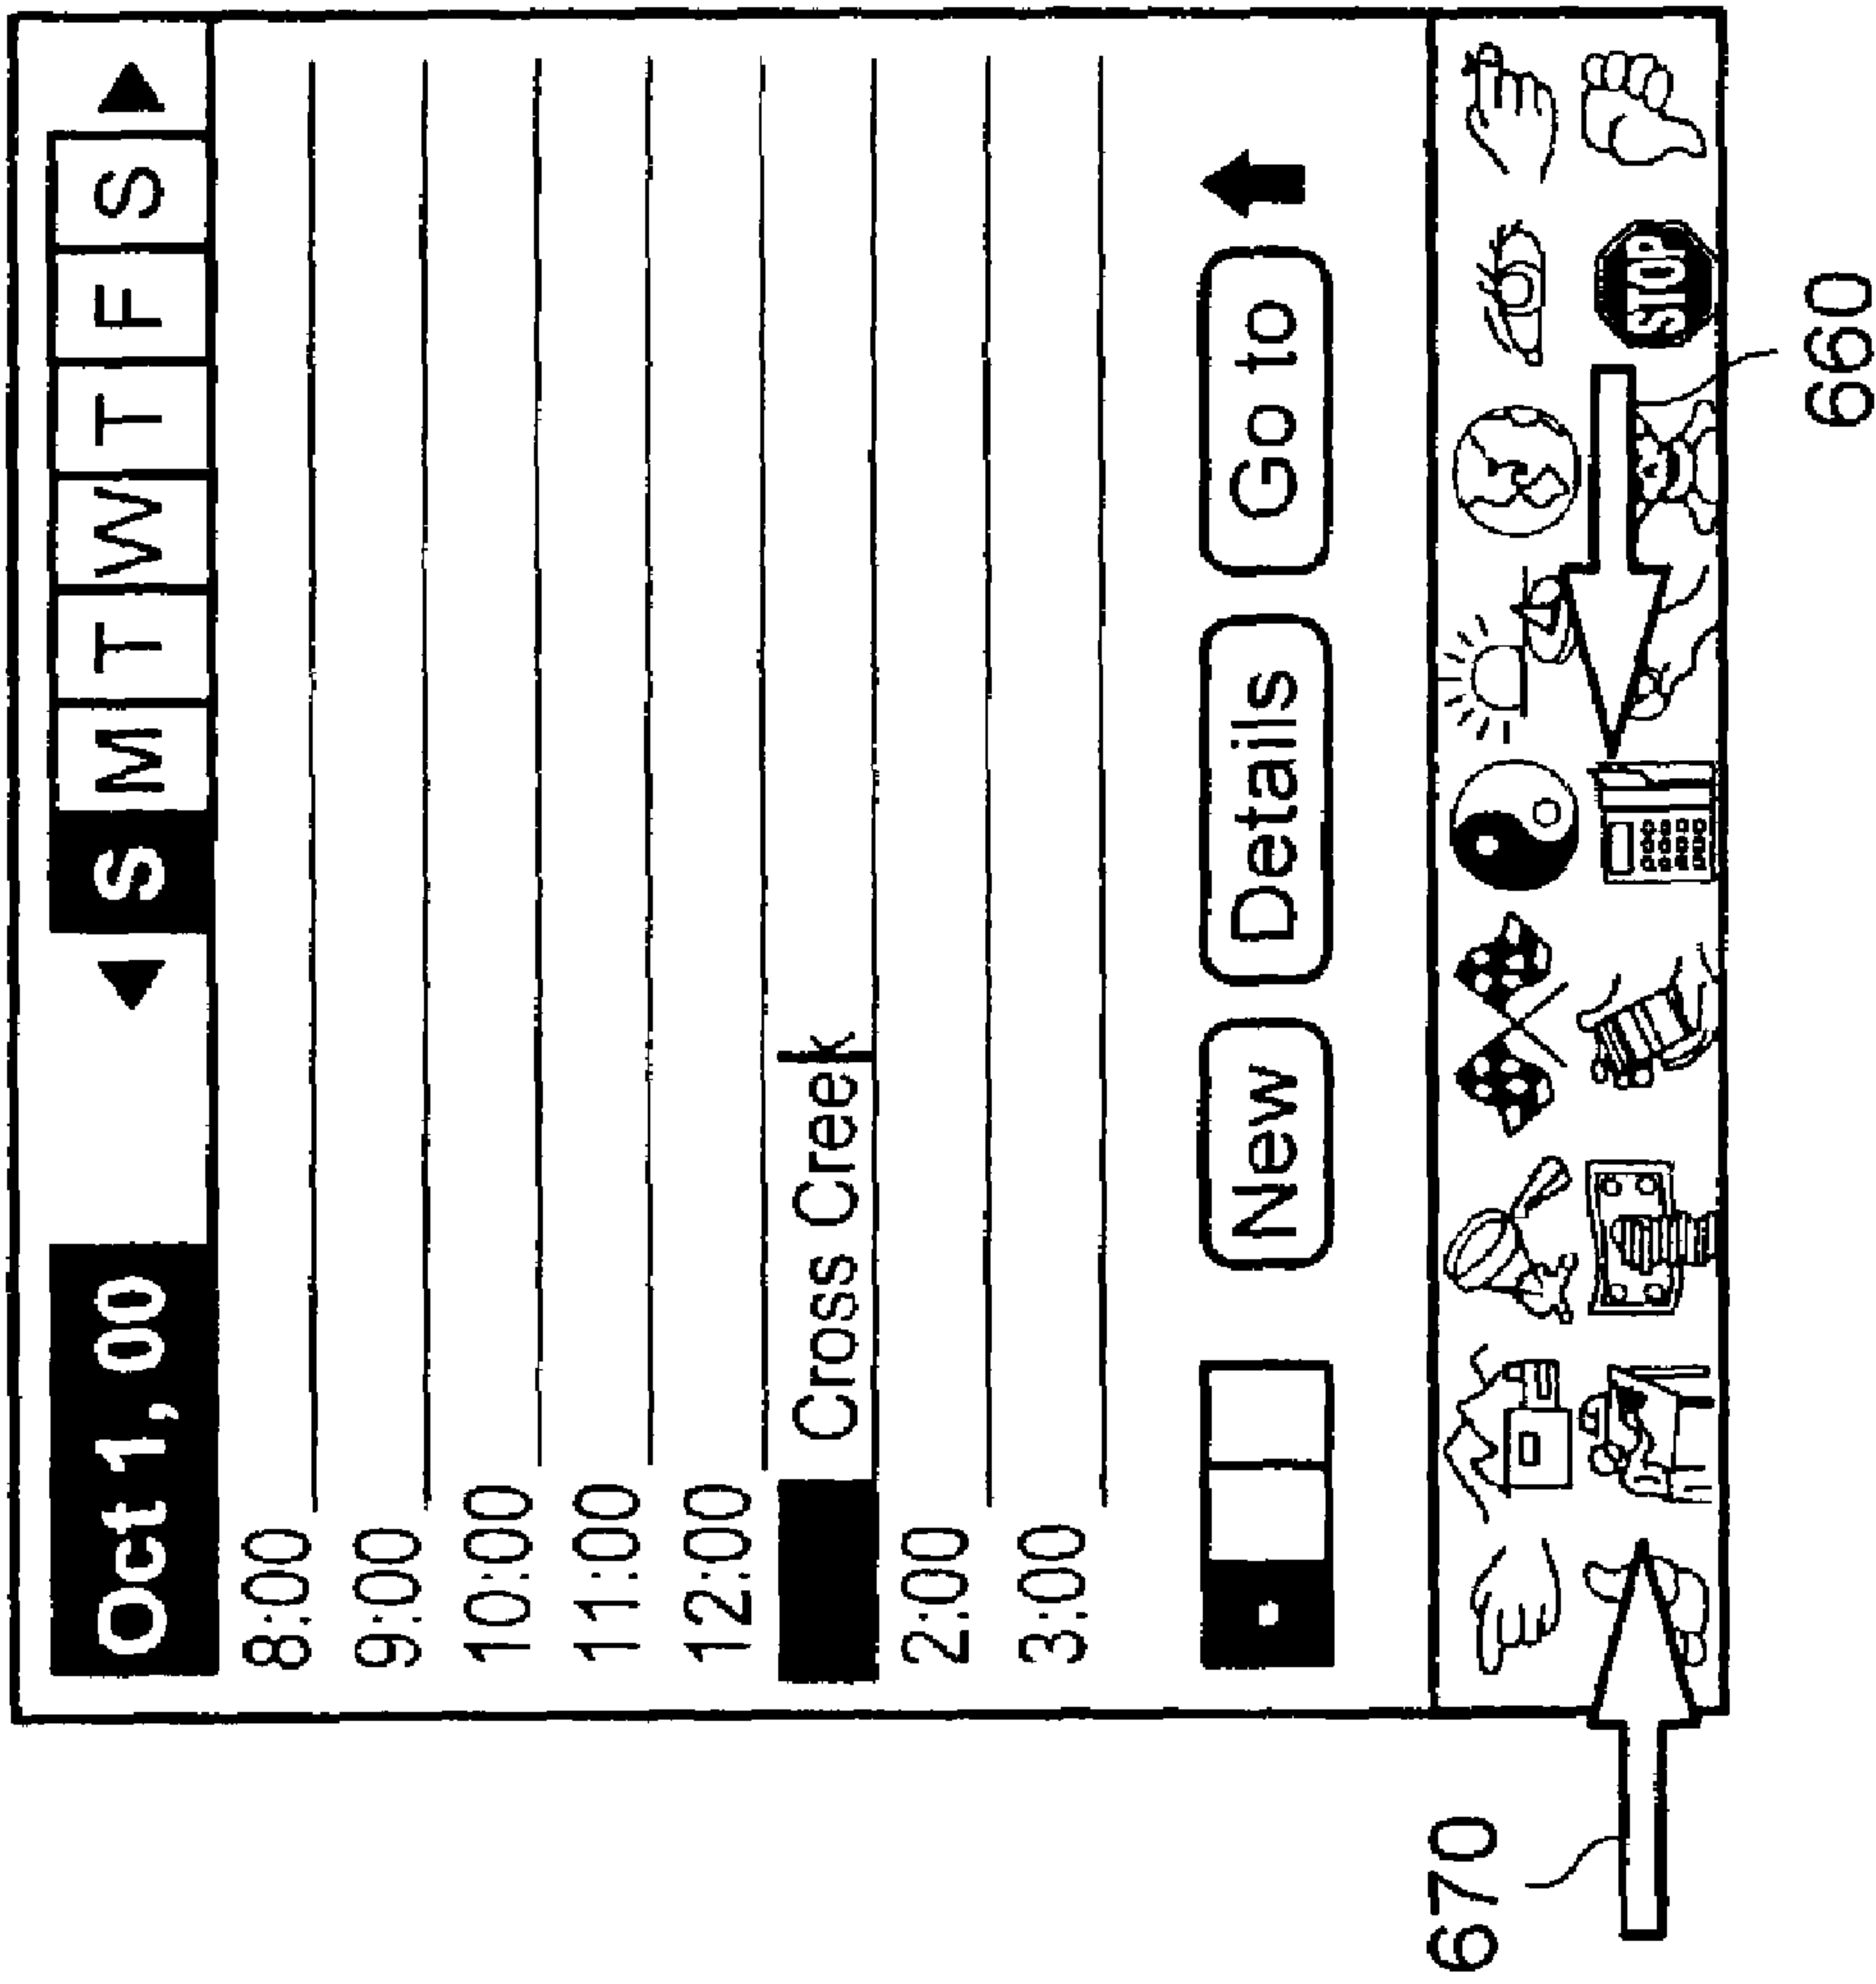 Oct 1, 00 ◀ S M T W T F S ▶
8:00
9:00
10:00
11:00
12:00
Cross Creek
2:00
3:00
New Details Go to
STOP
670
660